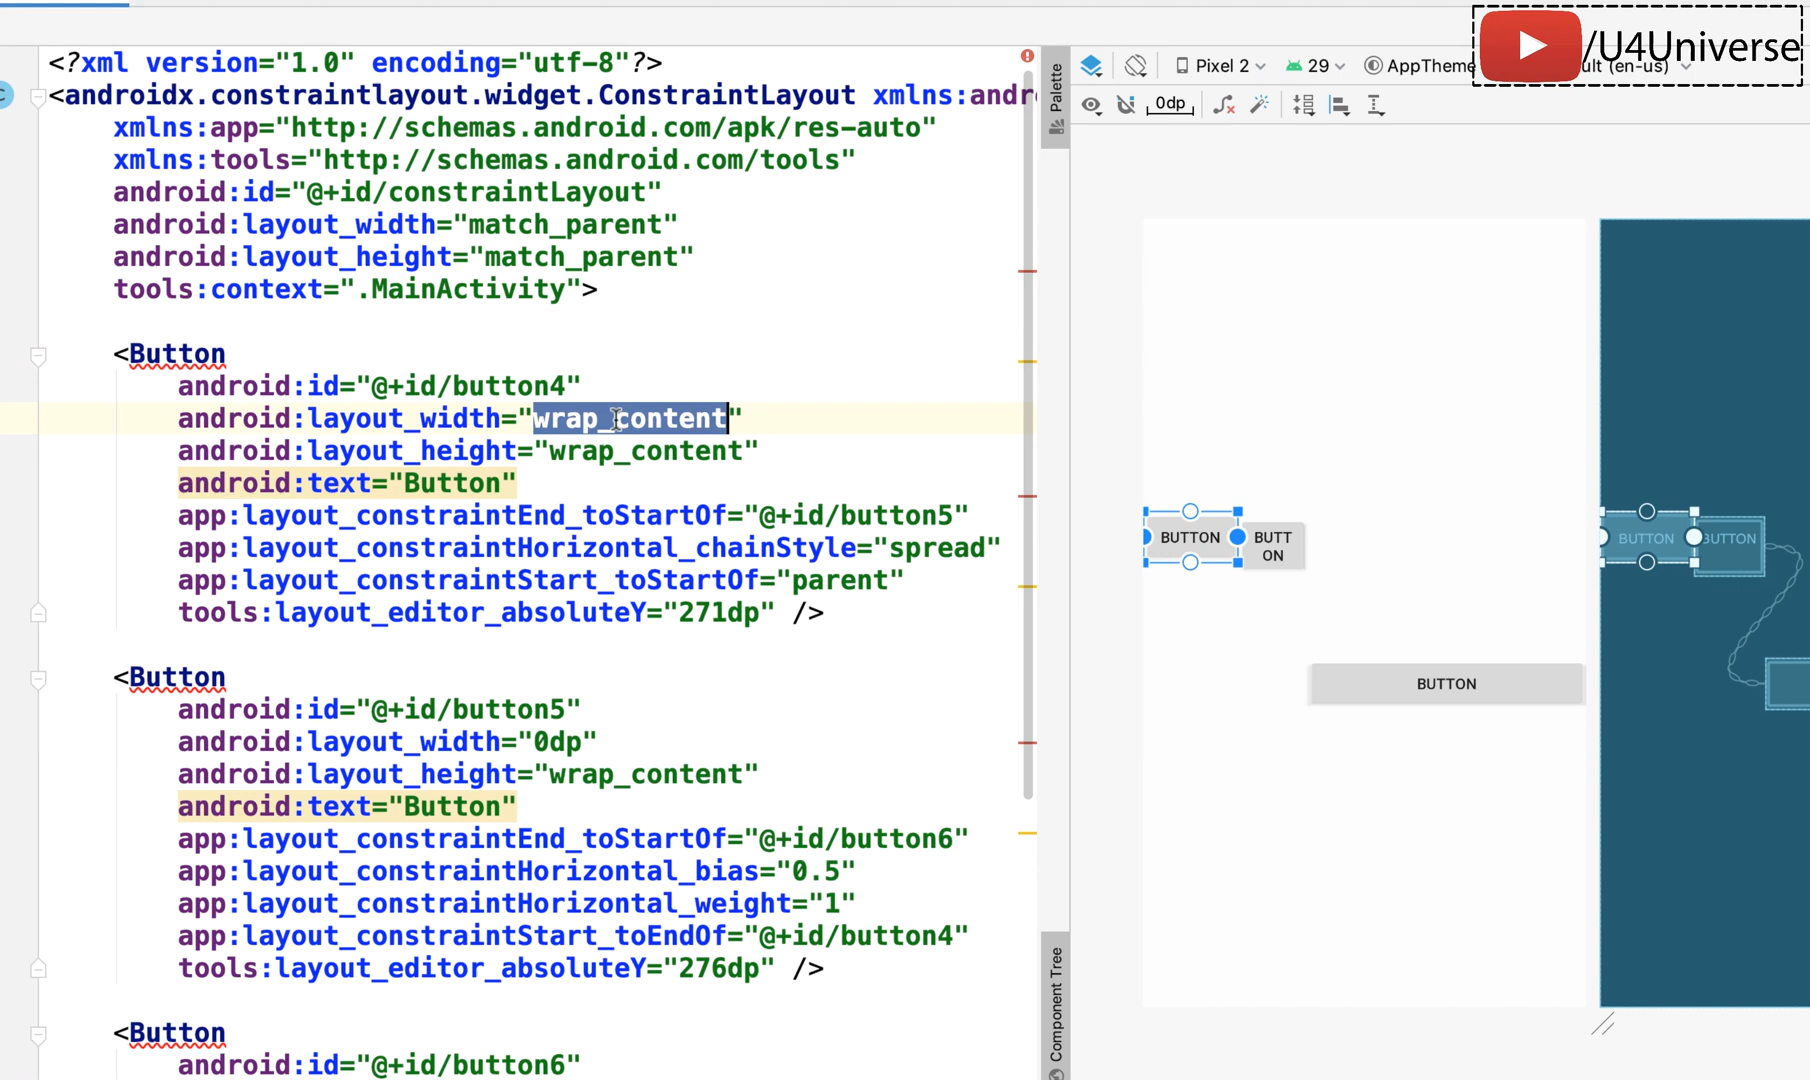 /U4Universe
<?xml version="1.0" encoding="utf-8"?>
<androidx.constraintlayout.widget.ConstraintLayout xmlns:andr
xmlns:app="http://schemas.android.com/apk/res-auto"
xmlns:tools="http://schemas.android.com/tools"
android:id="@+id/constraintLayout"
android:layout_width="match_parent"
android:layout_height="match_parent"
tools:context=".MainActivity">
<Button
android:id="@+id/button4"
android:layout_width="wrap_content"
android:layout_height="wrap_content"
android:text="Button"
app:layout_constraintEnd_toStartOf="@+id/button5"
app:layout_constraintHorizontal_chainStyle="spread"
app:layout_constraintStart_toStartOf="parent"
tools:layout_editor_absoluteY="271dp" />
<Button
android:id="@+id/button5"
android:layout_width="0dp"
android:layout_height="wrap_content"
android:text="Button"
app:layout_constraintEnd_toStartOf="@+id/button6"
app:layout_constraintHorizontal_bias="0.5"
app:layout_constraintHorizontal_weight="1"
app:layout_constraintStart_toEndOf="@+id/button4"
tools:layout_editor_absoluteY="276dp" />
<Button
android:id="@+id/button6"
Palette
Component Tree
Pixel 2 29 AppTheme ult (en-us)
0dp
BUTTON
BUTT
ON
BUTTON
BUTTON
BUTTON